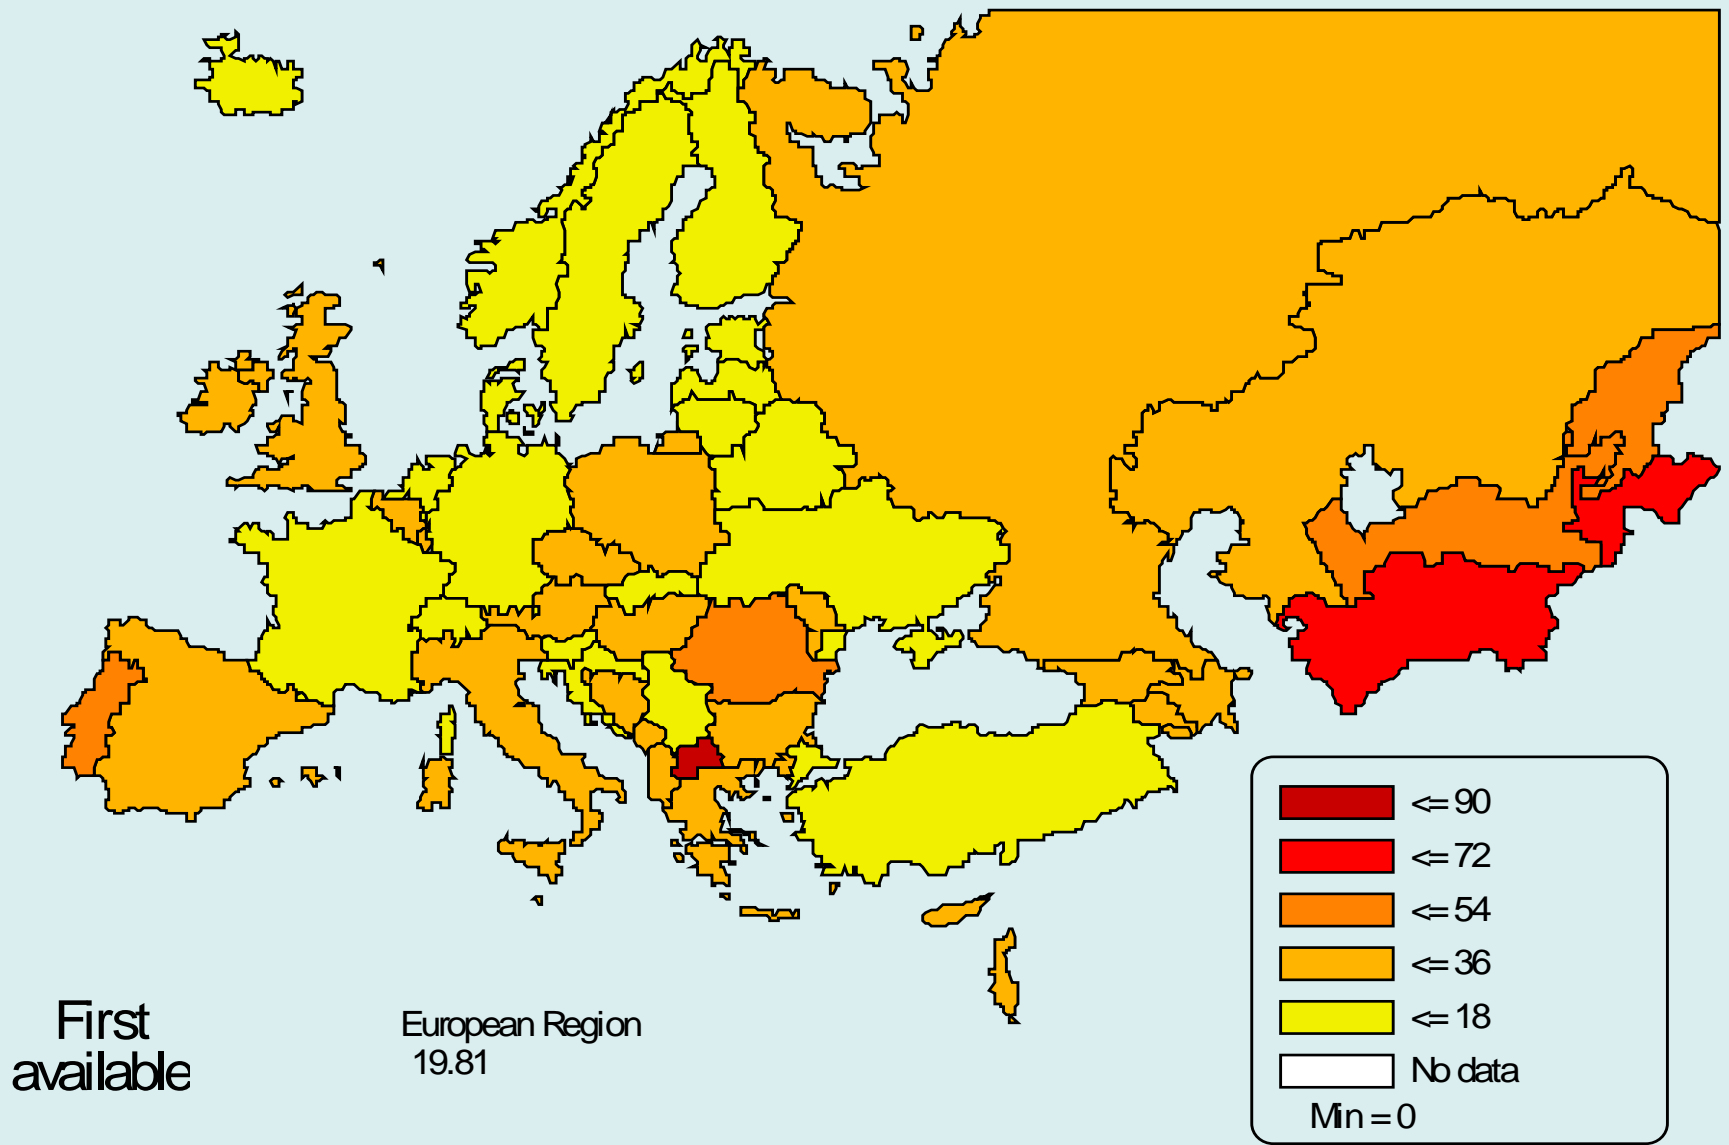 First
available
European Region
19.81
<= 90
<= 72
<= 54
<= 36
<= 18
No data
Min = 0